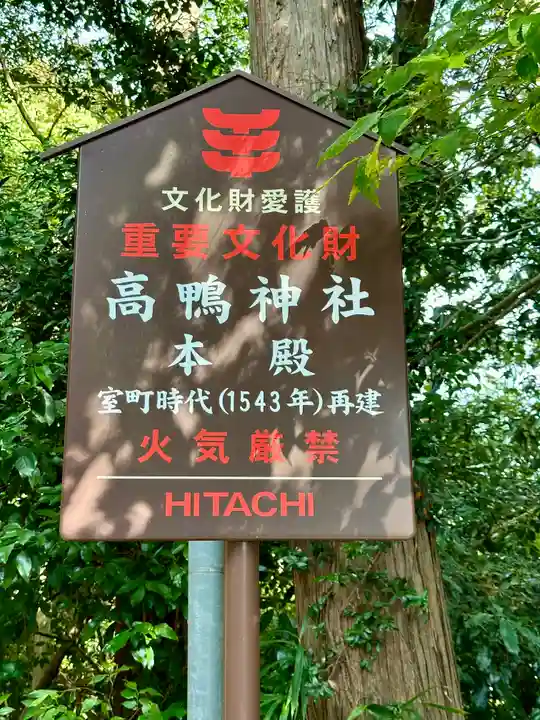 文化財愛護
重要文化財
高鴨神社
本殿
室町時代(1543年)再建
火気厳禁
HITACHI